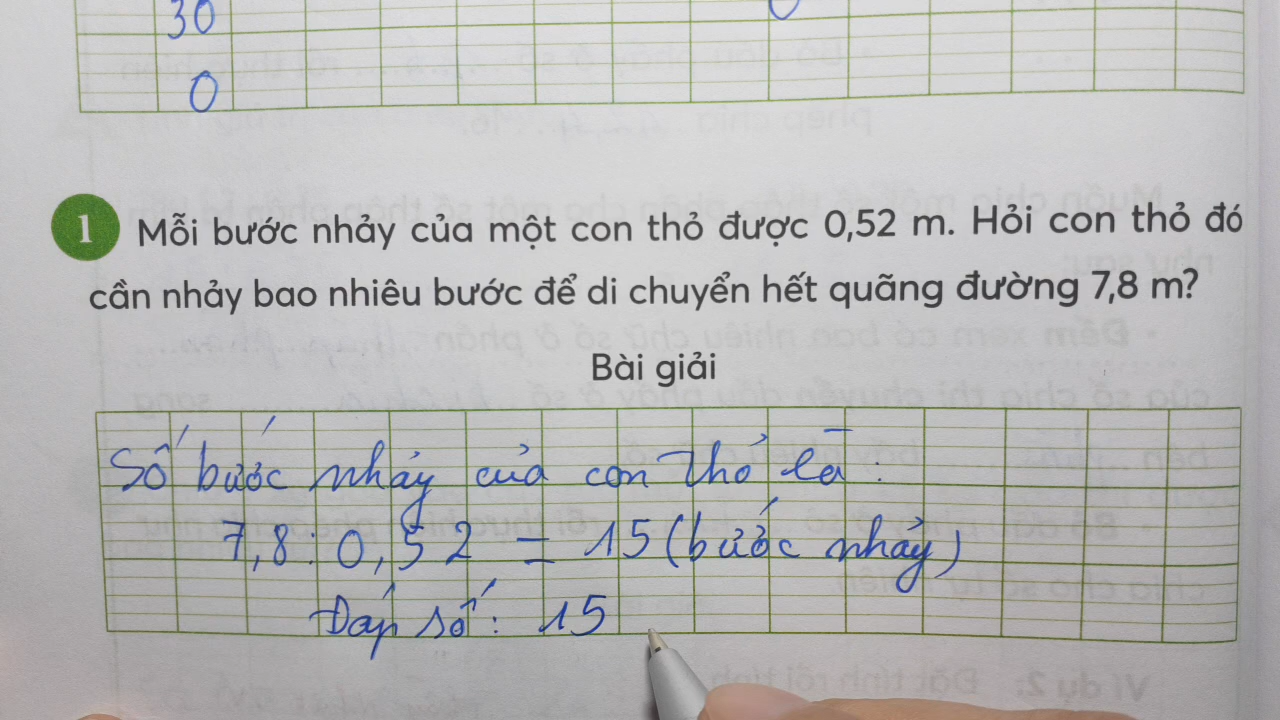 30
0
1 Mỗi bước nhảy của một con thỏ được 0,52 m. Hỏi con thỏ đó
cần nhảy bao nhiêu bước để di chuyển hết quãng đường 7,8 m?
Bài giải
Số bước nhảy của con thỏ là:
7,8 : 0,52 = 15 (bước nhảy)
Đáp số: 15